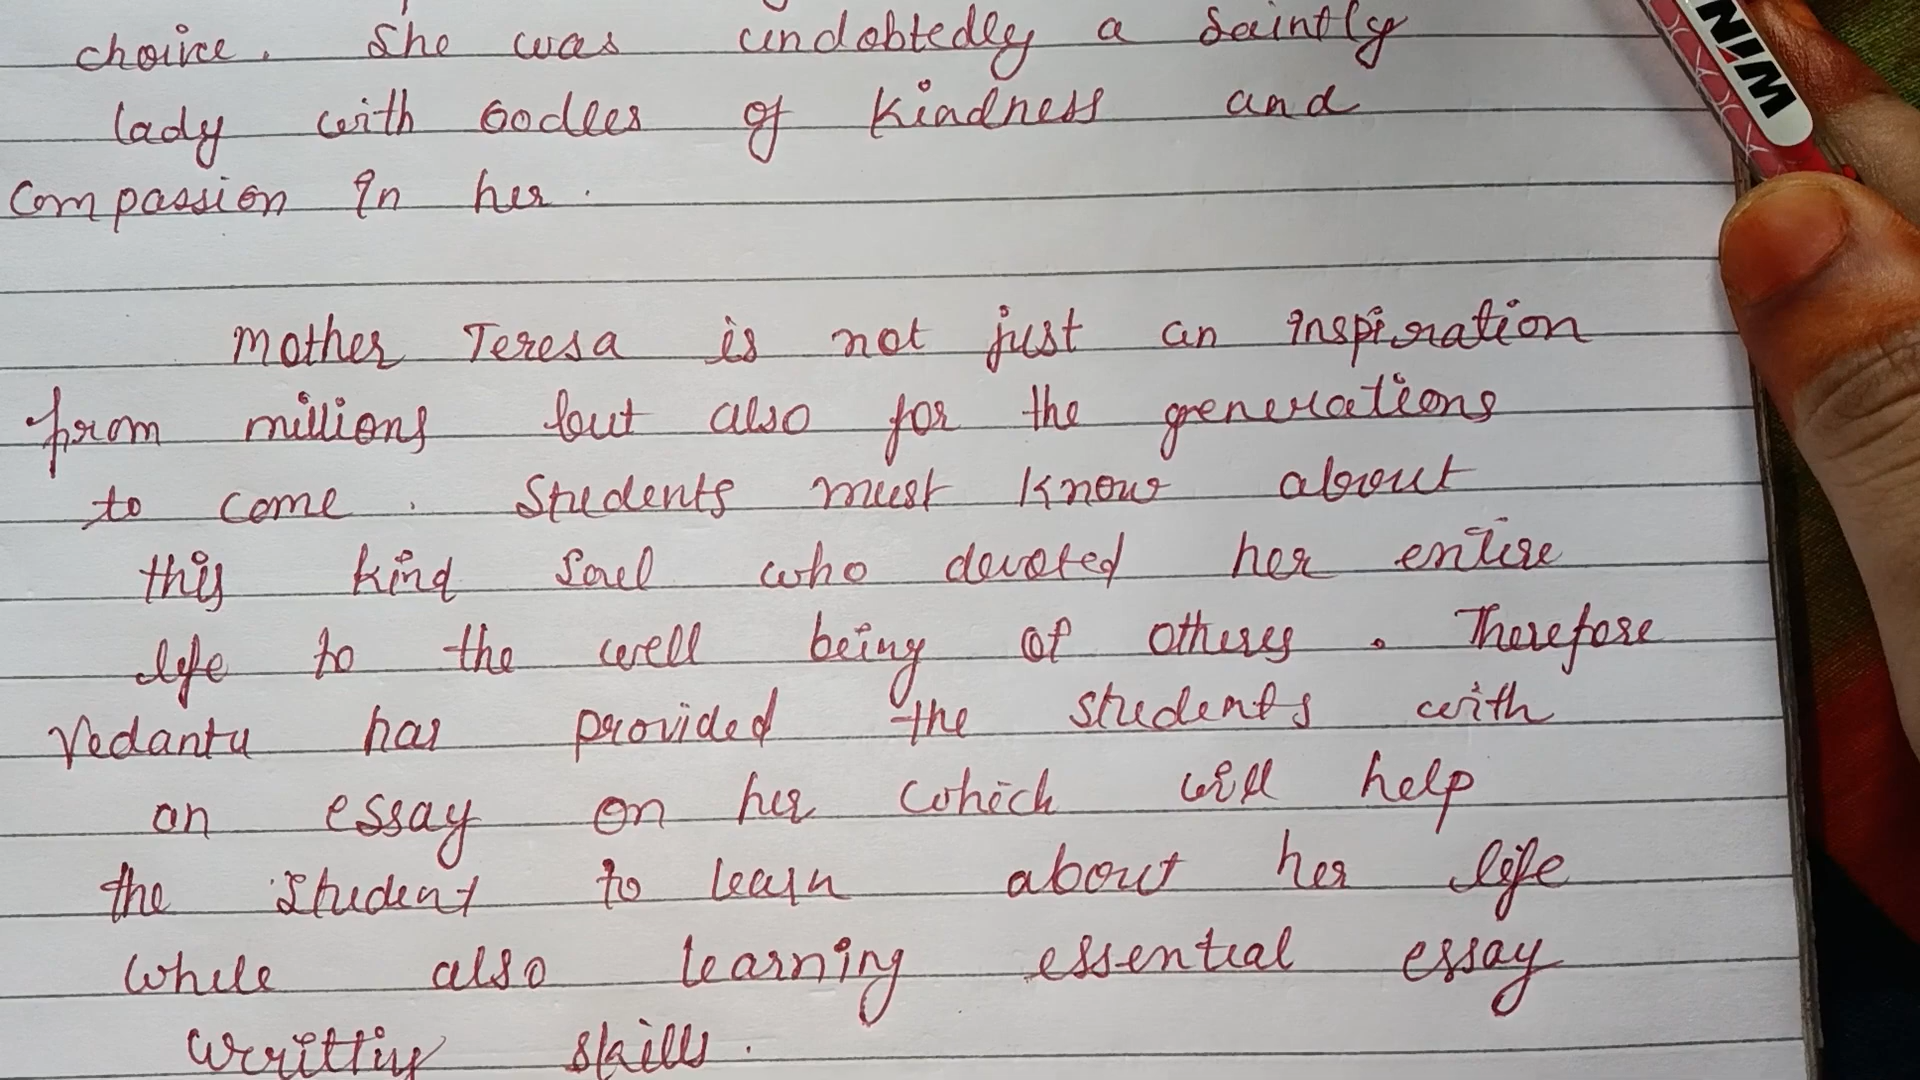 choice. She was undobtedly a saintly
lady with oodles of kindness and
compassion in her.
Mother Teresa is not just an inspiration
from millions but also for the generations
to come. Students must know about
this kind soul who devoted her entire
life to the well being of others. Therefore
Vedantu has provided the students with
an essay on her which will help
the student to learn about her life
while also learning essential essay
writting skills.
WIN